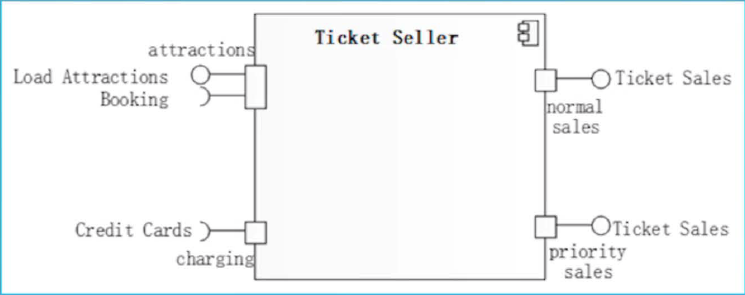 Ticket Seller
attractions
Load Attractions
Booking
Ticket Sales
normal
sales
Credit Cards
charging
Ticket Sales
priority
sales